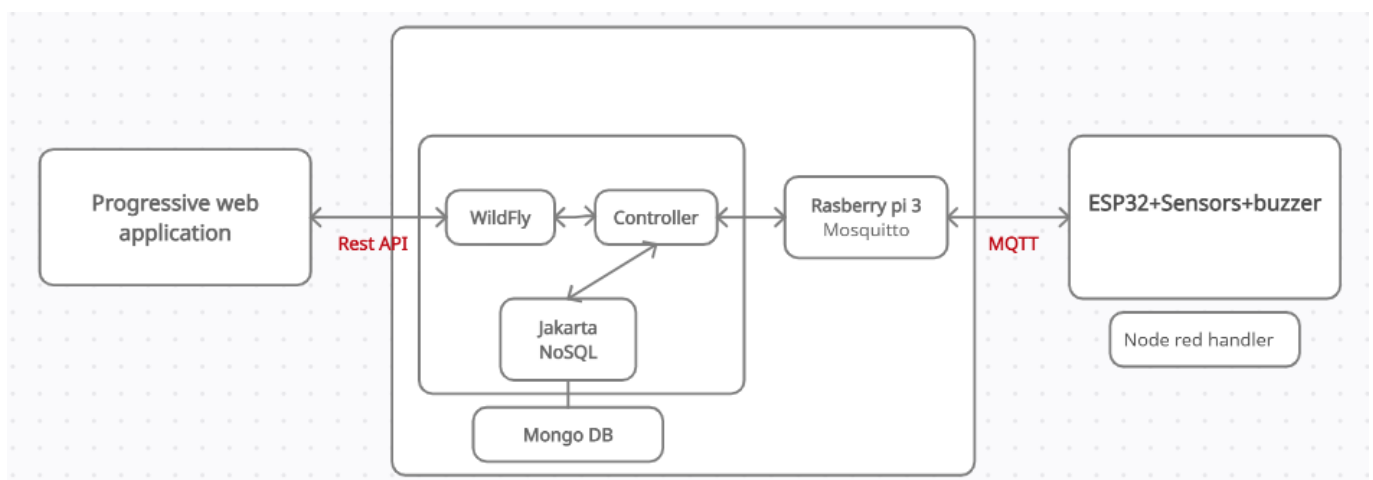 Progressive web
application
Rest API
WildFly
Controller
Jakarta
NoSQL
Mongo DB
Rasberry pi 3
Mosquitto
MQTT
ESP32+Sensors+buzzer
Node red handler